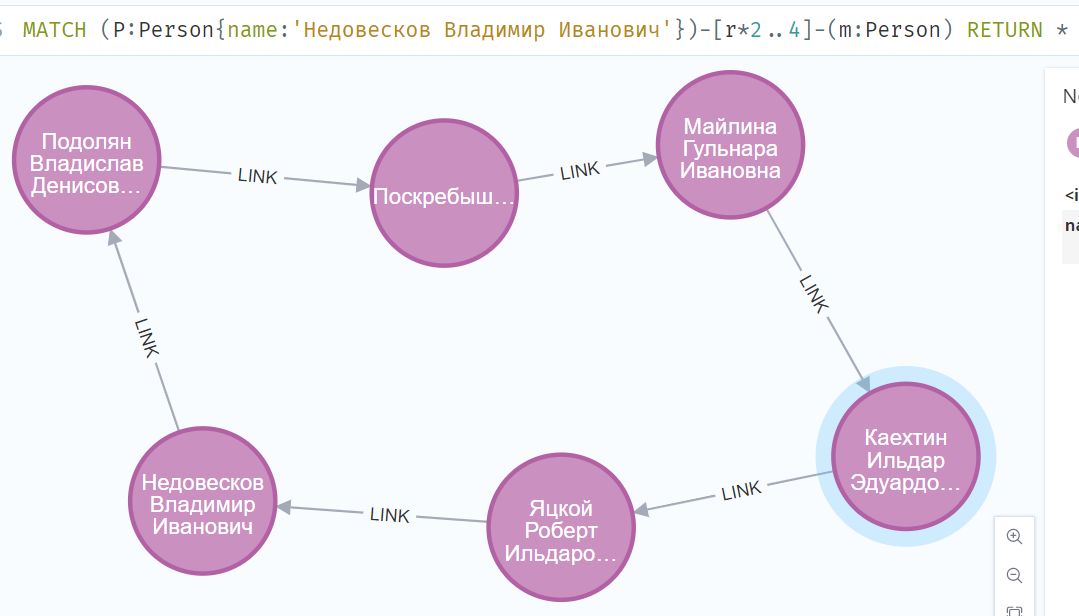 MATCH (P:Person{name:'Недовесков Владимир Иванович'})-[r*2..4]-(m:Person) RETURN *
Подолян
Владислав
Денисов…
LINK
Поскребыш…
LINK
Майлина
Гульнара
Ивановна
LINK
LINK
Каехтин
Ильдар
Эдуардо…
LINK
Недовесков
Владимир
Иванович
LINK
Яцкой
Роберт
Ильдаро…